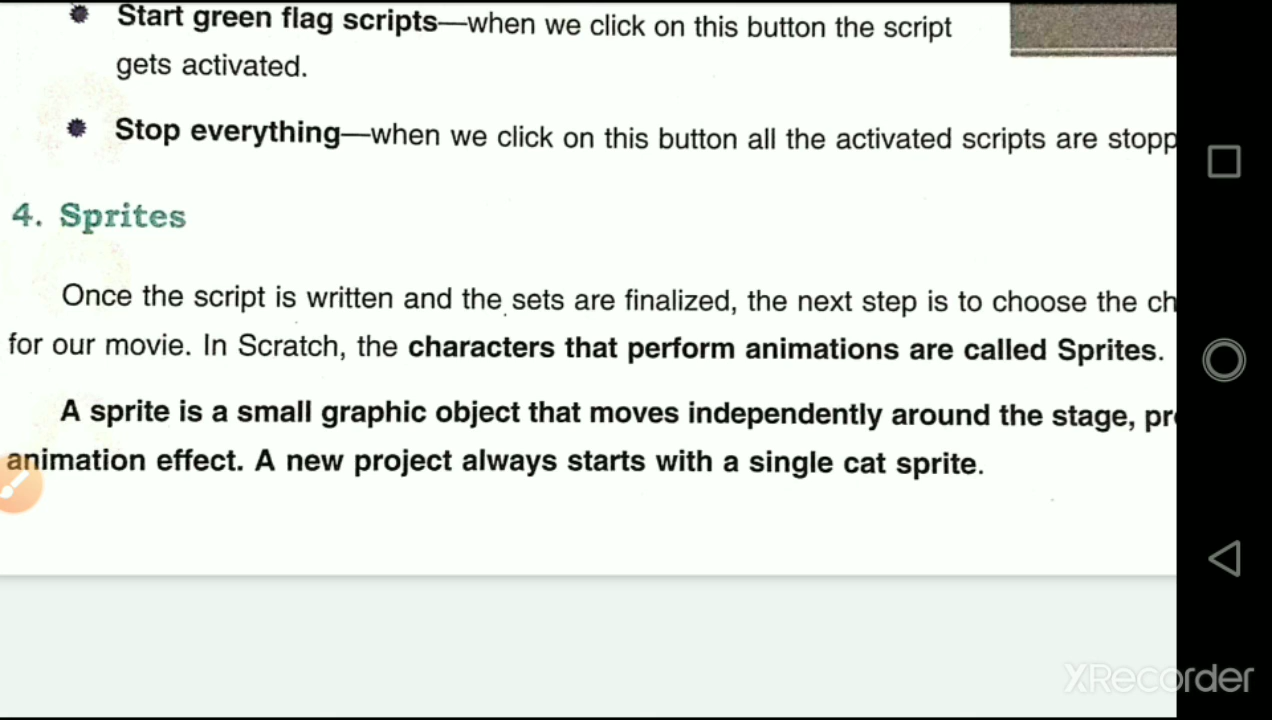 Start green flag scripts—when we click on this button the script
gets activated.
Stop everything—when we click on this button all the activated scripts are stopp
4. Sprites
Once the script is written and the sets are finalized, the next step is to choose the ch
for our movie. In Scratch, the characters that perform animations are called Sprites.
A sprite is a small graphic object that moves independently around the stage, pr
animation effect. A new project always starts with a single cat sprite.
XRecorder